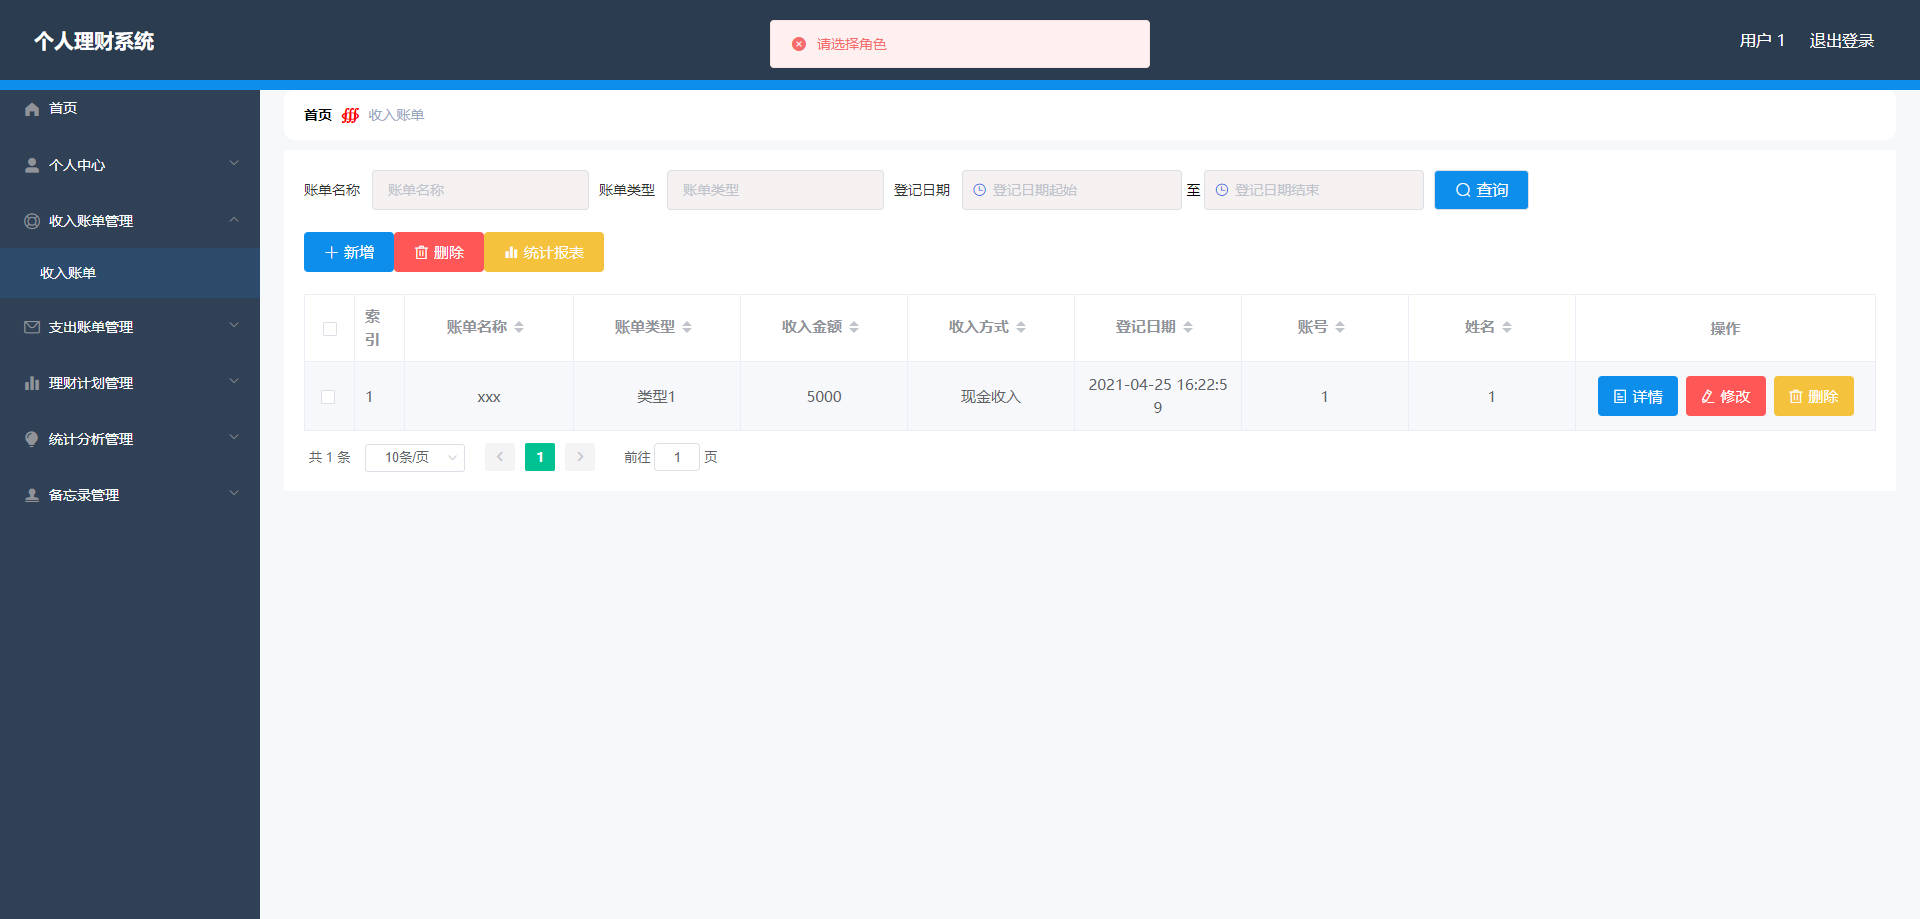 个人理财系统
请选择角色
用户 1 退出登录
首页
个人中心
收入账单管理
收入账单
支出账单管理
理财计划管理
统计分析管理
备忘录管理
首页 收入账单
账单名称 账单名称 账单类型 账单类型 登记日期 登记日期起始 至 登记日期结束 查询
新增 删除 统计报表
索引 账单名称 账单类型 收入金额 收入方式 登记日期 账号 姓名 操作
1 xxx 类型1 5000 现金收入 2021-04-25 16:22:59 1 1 详情 修改 删除
共 1 条 10条/页 1 前往 1 页